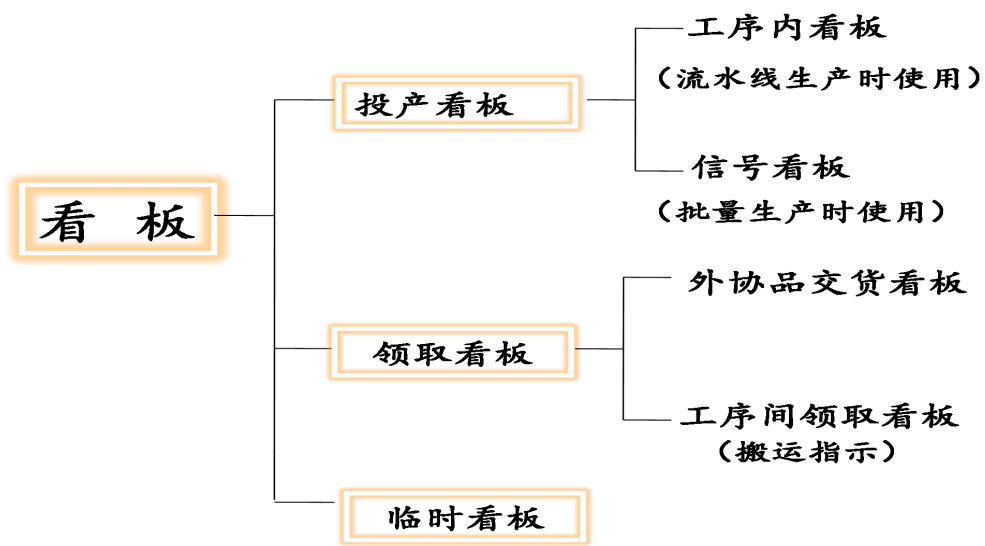 工序内看板
（流水线生产时使用）
投产看板
信号看板
（批量生产时使用）
看 板
外协品交货看板
领取看板
工序间领取看板
（搬运指示）
临时看板